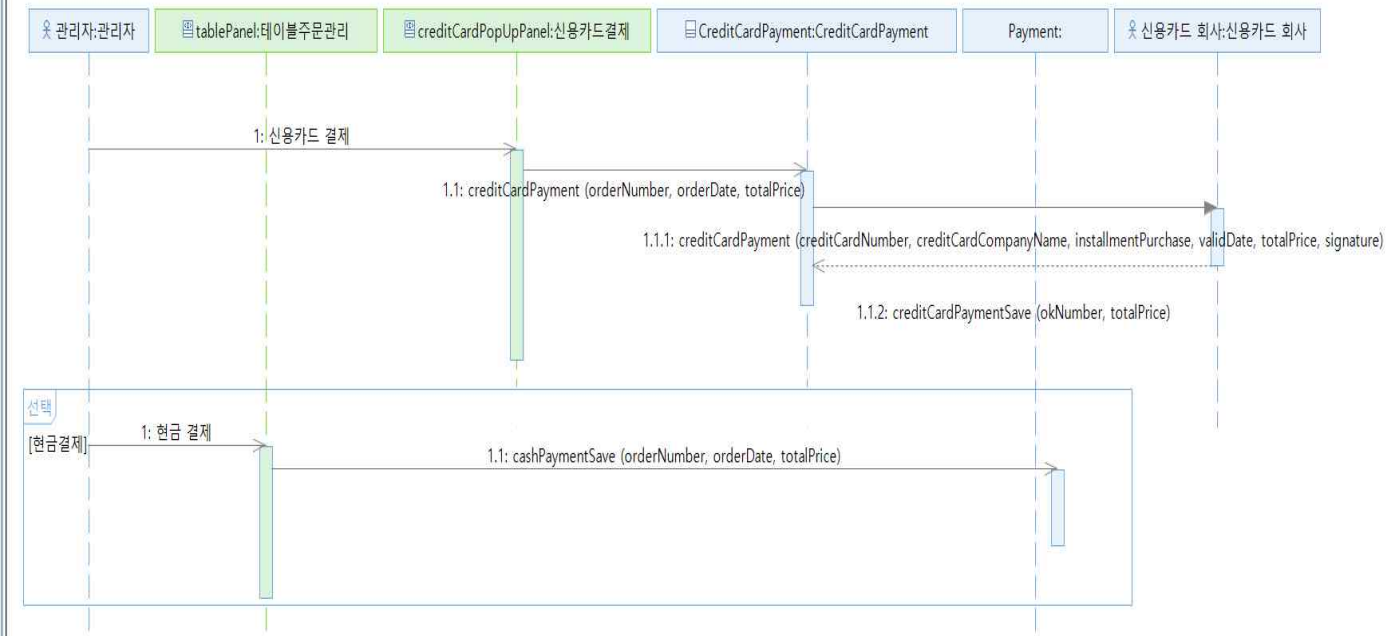 관리자:관리자
tablePanel:테이블주문관리
creditCardPopUpPanel:신용카드결제
CreditCardPayment:CreditCardPayment
Payment:
신용카드 회사:신용카드 회사
1: 신용카드 결제
1.1: creditCardPayment (orderNumber, orderDate, totalPrice)
1.1.1: creditCardPayment (creditCardNumber, creditCardCompanyName, installmentPurchase, validDate, totalPrice, signature)
1.1.2: creditCardPaymentSave (okNumber, totalPrice)
선택
[현금결제]
1: 현금 결제
1.1: cashPaymentSave (orderNumber, orderDate, totalPrice)